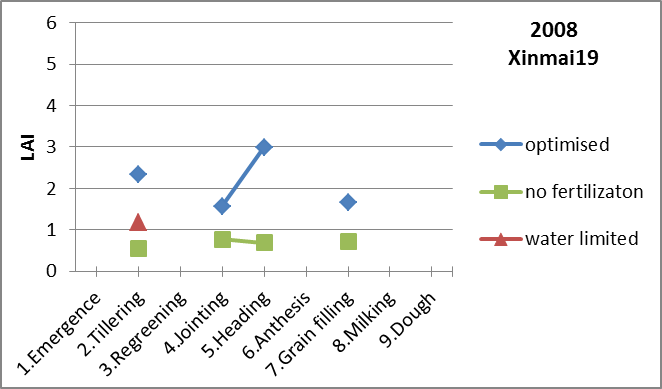 2008
Xinmai19
6
5
4
3
2
1
0
LAI
1.Emergence
2.Tillering
3.Regreening
4.Jointing
5.Heading
6.Anthesis
7.Grain filling
8.Milking
9.Dough
optimised
no fertilizaton
water limited